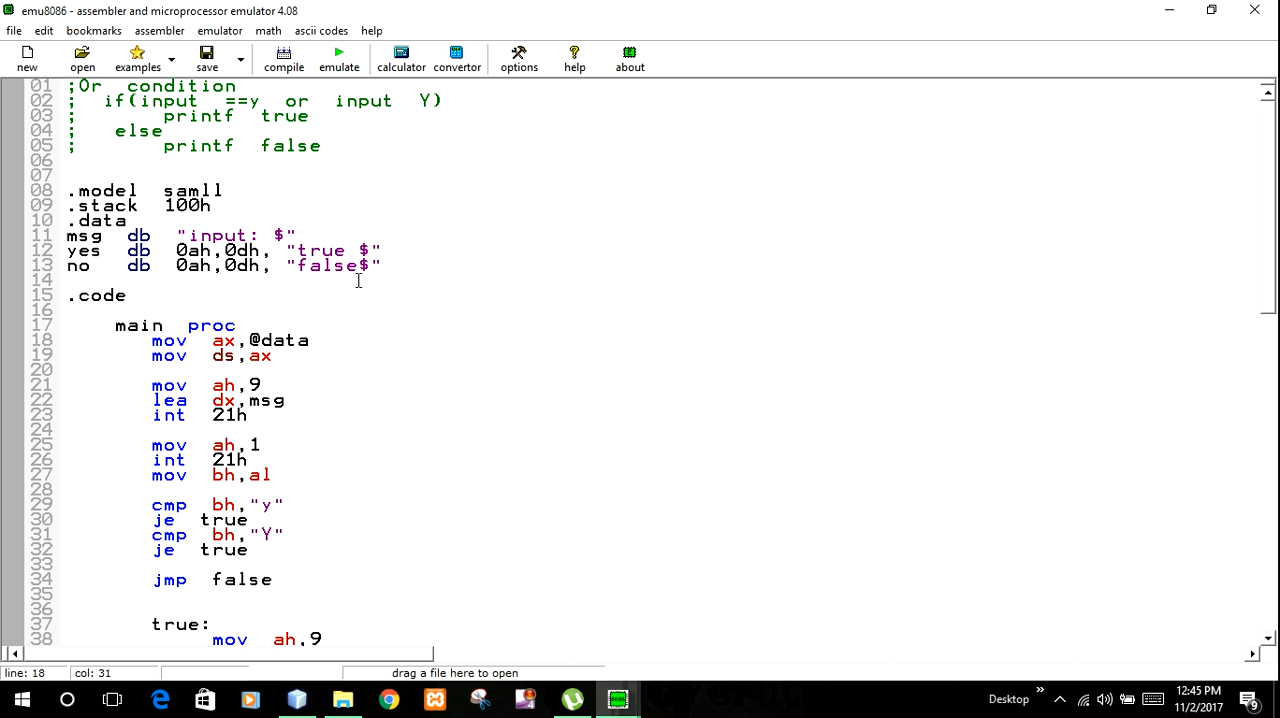 emu8086 - assembler and microprocessor emulator 4.08
file edit bookmarks assembler emulator math ascii codes help
new open examples save compile emulate calculator convertor options help about
01 ;Or condition
02 ; if(input ==y or input Y)
03 ; printf true
04 ; else
05 ; printf false
06
07
08 .model samll
09 .stack 100h
10 .data
11 msg db "input: $"
12 yes db 0ah,0dh, "true $"
13 no db 0ah,0dh, "false$"
14
15 .code
16
17 main proc
18 mov ax,@data
19 mov ds,ax
20
21 mov ah,9
22 lea dx,msg
23 int 21h
24
25 mov ah,1
26 int 21h
27 mov bh,al
28
29 cmp bh,"y"
30 je true
31 cmp bh,"Y"
32 je true
33
34 jmp false
35
36
37 true:
38 mov ah,9
line: 18 col: 31 drag a file here to open
Desktop 12:45 PM
11/2/2017
9